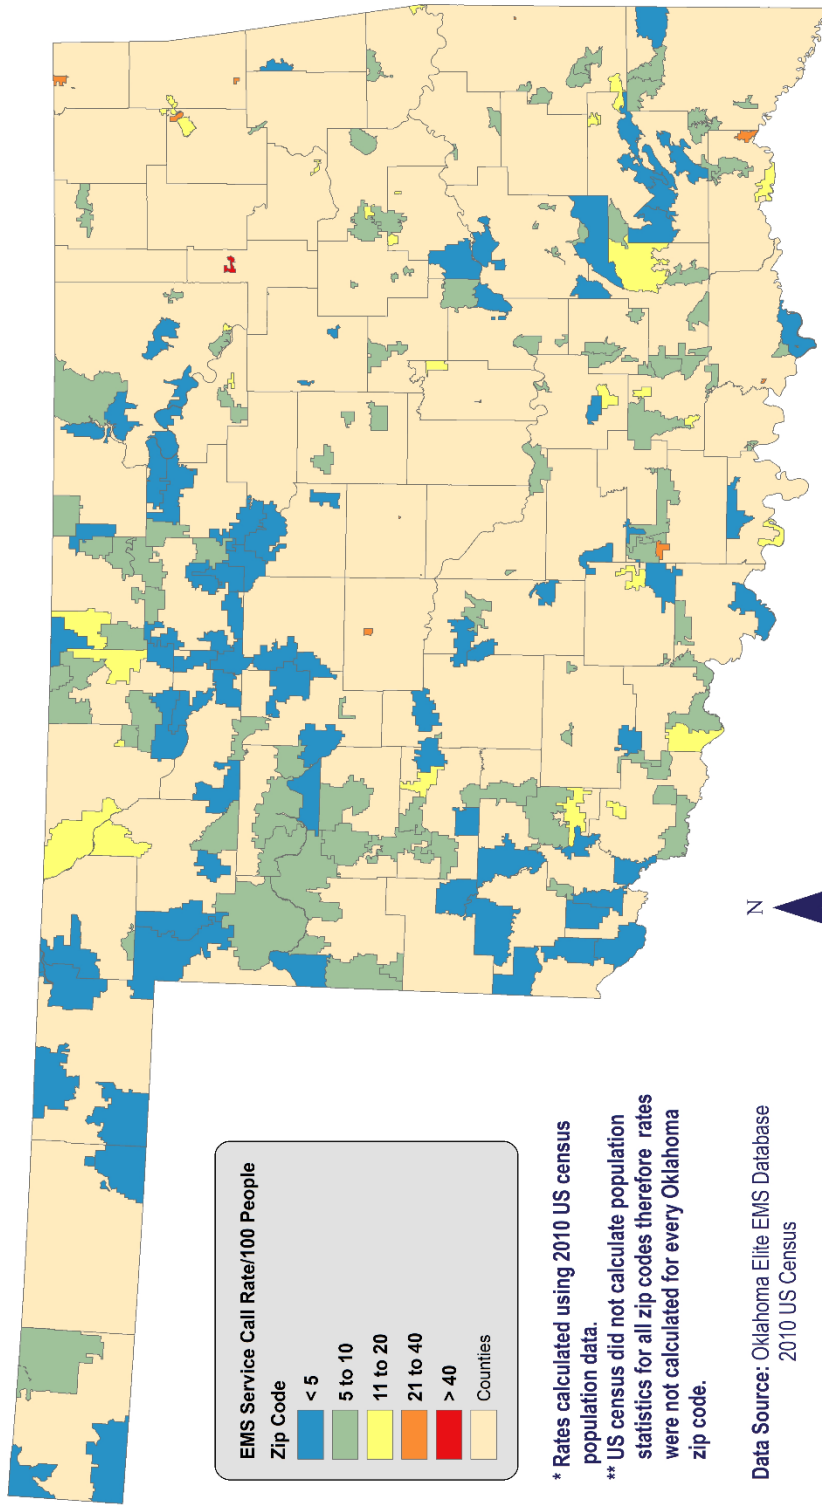 EMS Service Call Rate/100 People
Zip Code
< 5
5 to 10
11 to 20
21 to 40
> 40
Counties
* Rates calculated using 2010 US census
population data.
** US census did not calculate population
statistics for all zip codes therefore rates
were not calculated for every Oklahoma
zip code.
Data Source: Oklahoma Elite EMS Database
2010 US Census
N